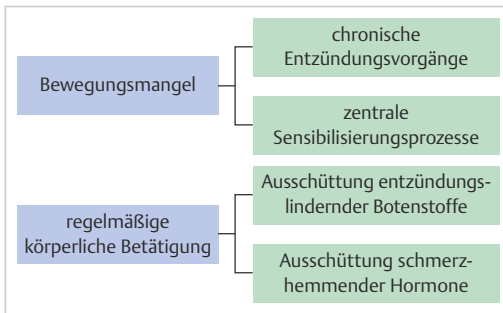 Bewegungsmangel
chronische
Entzündungsvorgänge
zentrale
Sensibilisierungsprozesse
regelmäßige
körperliche Betätigung
Ausschüttung entzündungs-
lindernder Botenstoffe
Ausschüttung schmerz-
hemmender Hormone